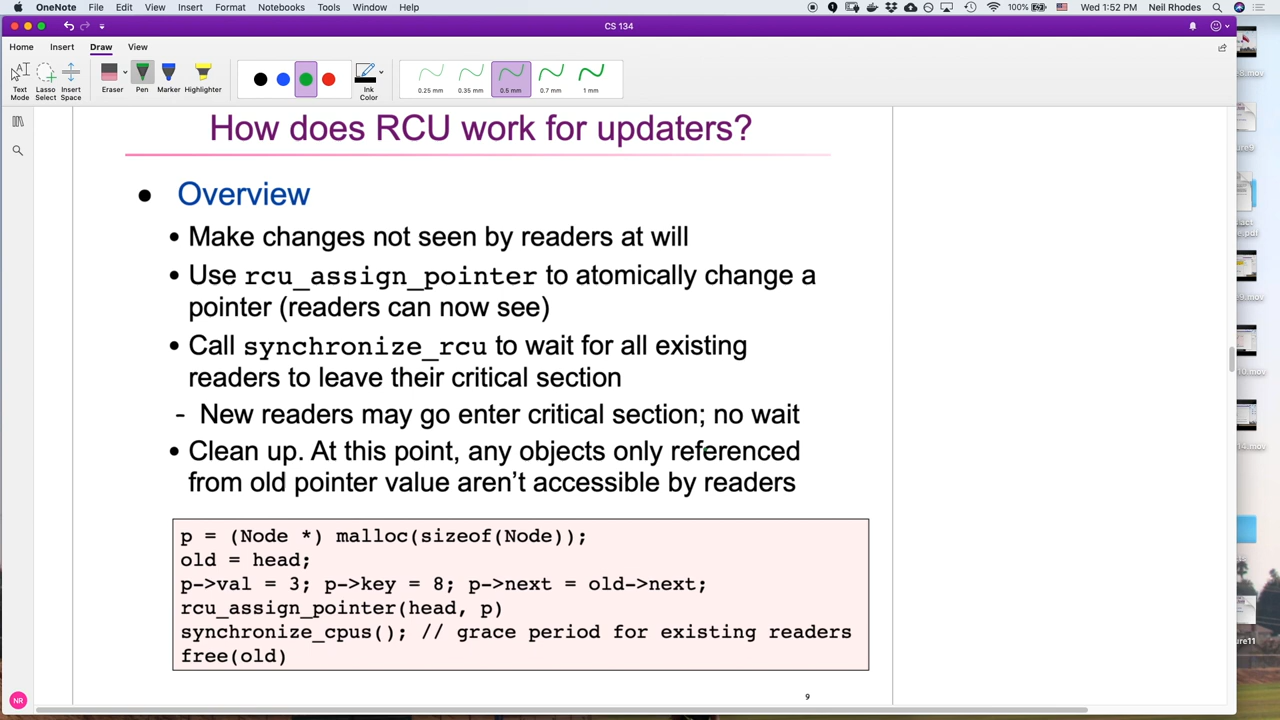 OneNote File Edit View Insert Format Notebooks Tools Window Help 100% Wed 1:52 PM Neil Rhodes
CS 134
Home Insert Draw View
Text Mode Lasso Select Insert Space Eraser Pen Marker Highlighter Ink Color 0.25 mm 0.35 mm 0.5 mm 0.7 mm 1 mm
How does RCU work for updaters?
● Overview
• Make changes not seen by readers at will
• Use rcu_assign_pointer to atomically change a
pointer (readers can now see)
• Call synchronize_rcu to wait for all existing
readers to leave their critical section
- New readers may go enter critical section; no wait
• Clean up. At this point, any objects only referenced
from old pointer value aren't accessible by readers
p = (Node *) malloc(sizeof(Node));
old = head;
p->val = 3; p->key = 8; p->next = old->next;
rcu_assign_pointer(head, p)
synchronize_cpus(); // grace period for existing readers
free(old)
9
NR